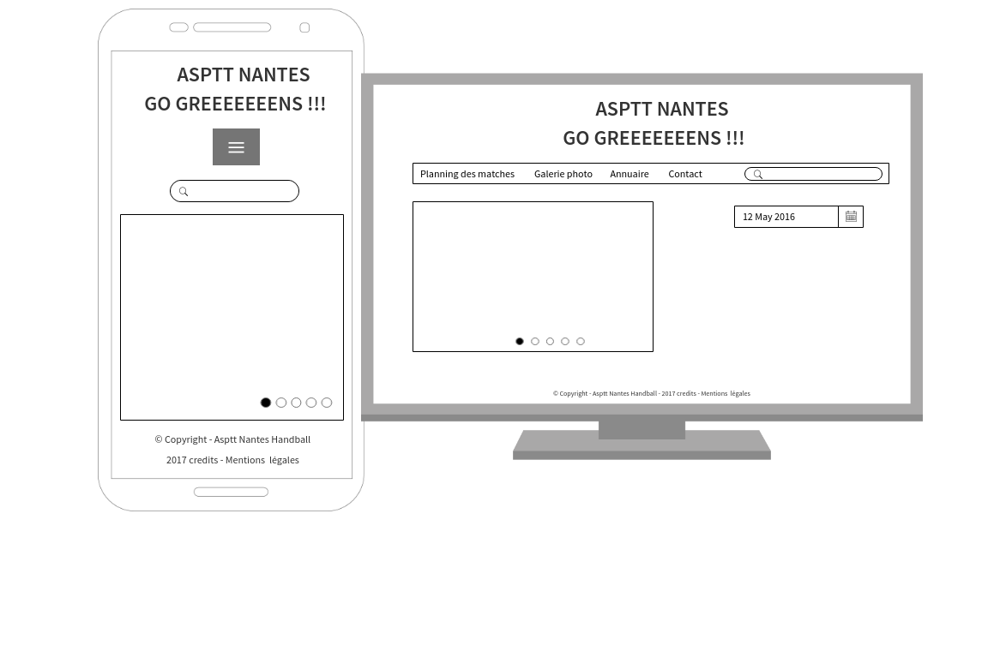 ASPTT NANTES
GO GREEEEEEENS !!!
© Copyright - Asptt Nantes Handball
2017 credits - Mentions légales
ASPTT NANTES
GO GREEEEEEENS !!!
Planning des matches Galerie photo Annuaire Contact
12 May 2016
© Copyright - Asptt Nantes Handball - 2017 credits - Mentions légales